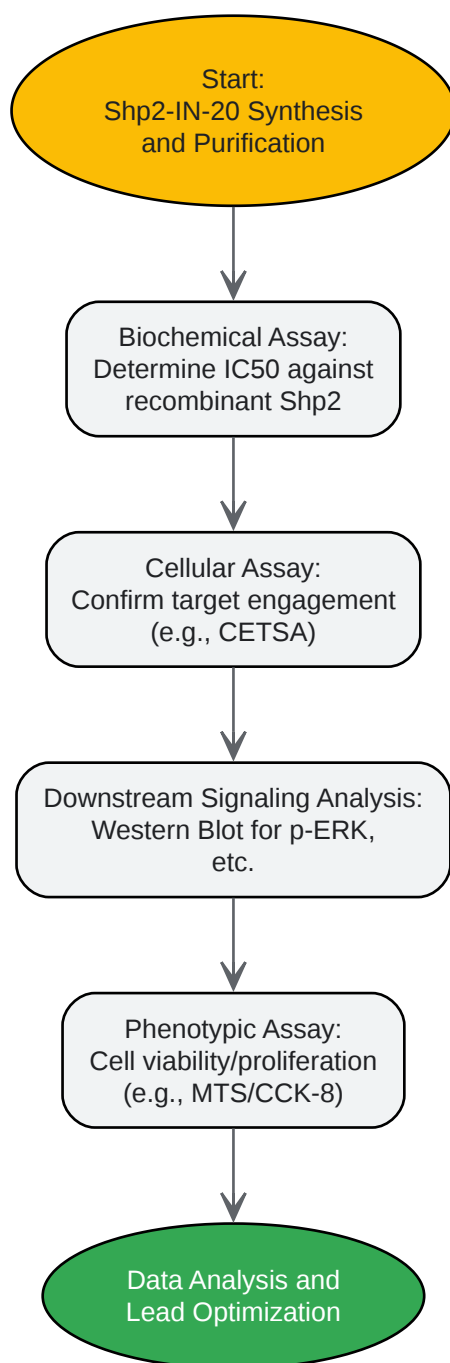 Start:
Shp2-IN-20 Synthesis
and Purification
Biochemical Assay:
Determine IC50 against
recombinant Shp2
Cellular Assay:
Confirm target engagement
(e.g., CETSA)
Downstream Signaling Analysis:
Western Blot for p-ERK,
etc.
Phenotypic Assay:
Cell viability/proliferation
(e.g., MTS/CCK-8)
Data Analysis and
Lead Optimization